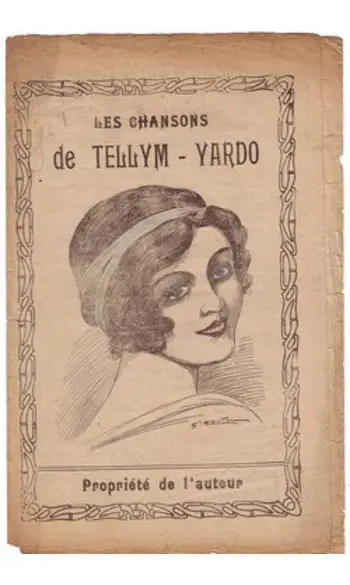 LES CHANSONS
de TELLYM - YARDO
Propriété de l'auteur